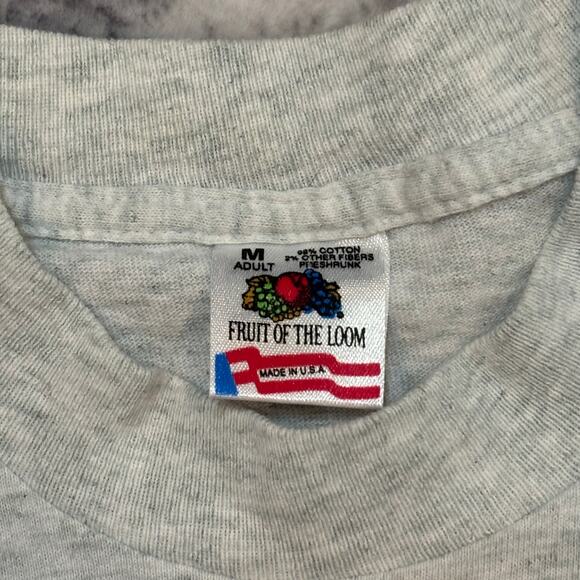 M
ADULT
98% COTTON
2% OTHER FIBERS
PRESHRUNK
FRUIT OF THE LOOM
MADE IN U.S.A.